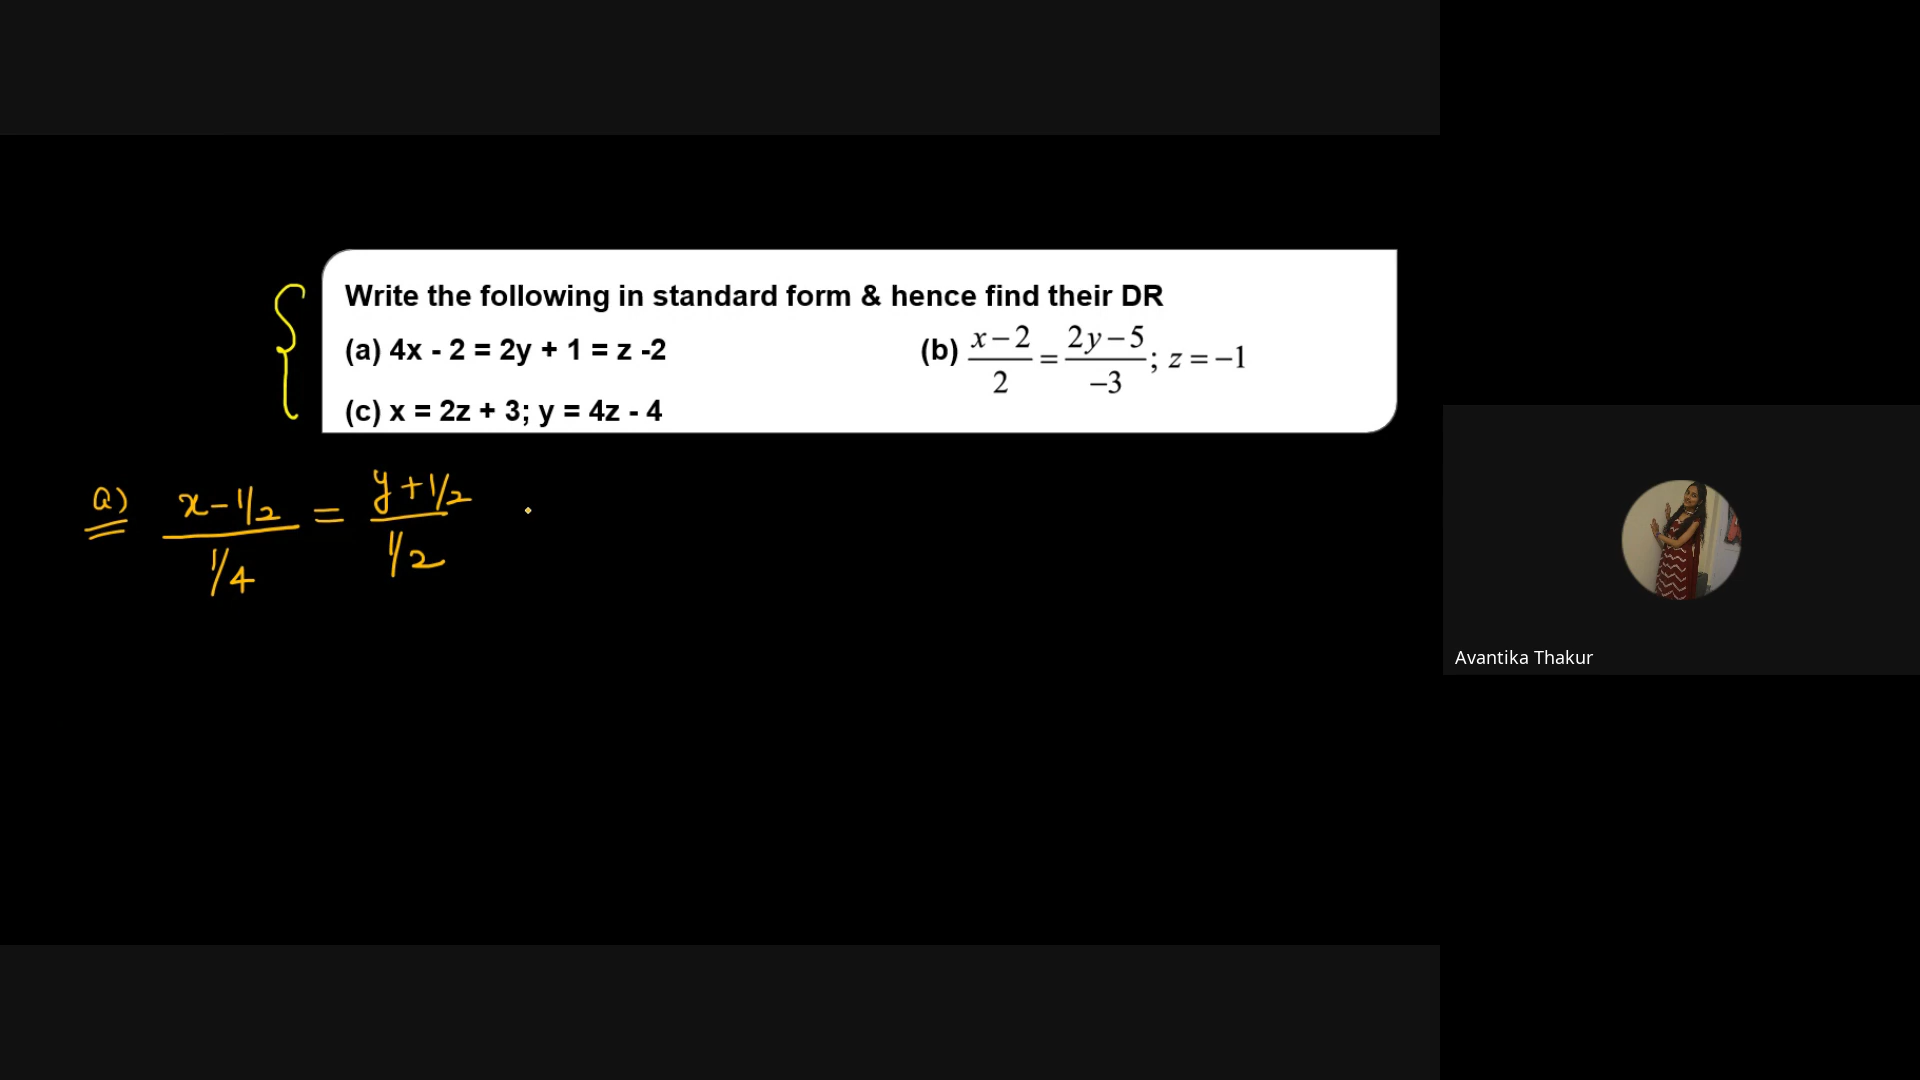 Write the following in standard form & hence find their DR
(a) 4x - 2 = 2y + 1 = z -2
(b) x−2/2 = 2y−5/−3; z = −1
(c) x = 2z + 3; y = 4z - 4
a) x-1/2 / 1/4 = y+1/2 / 1/2
Avantika Thakur